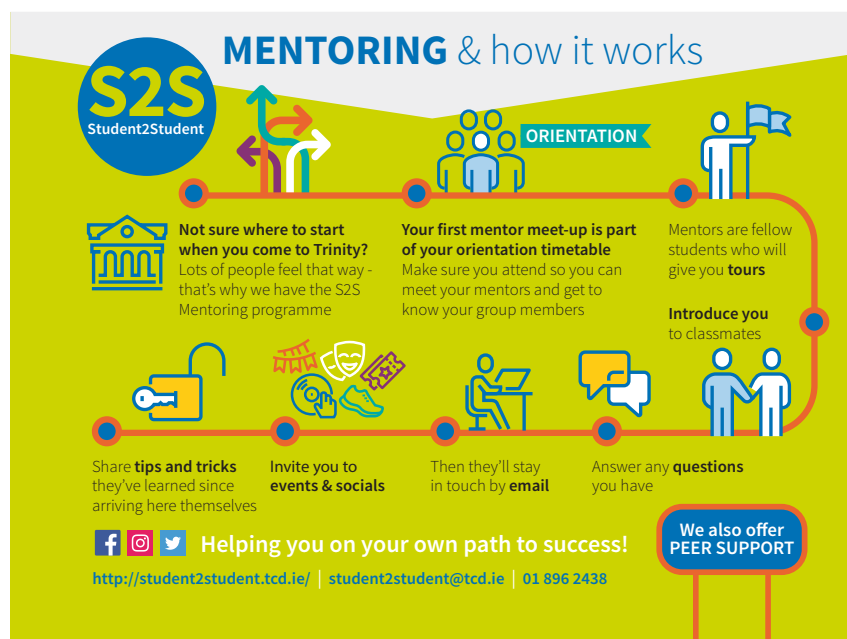 MENTORING & how it works
S2S
Student2Student
ORIENTATION
Not sure where to start
when you come to Trinity?
Lots of people feel that way -
that's why we have the S2S
Mentoring programme
Your first mentor meet-up is part
of your orientation timetable
Make sure you attend so you can
meet your mentors and get to
know your group members
Mentors are fellow
students who will
give you tours
Introduce you
to classmates
Answer any questions
you have
Then they'll stay
in touch by email
Invite you to
events & socials
Share tips and tricks
they've learned since
arriving here themselves
Helping you on your own path to success!
http://student2student.tcd.ie/ | student2student@tcd.ie | 01 896 2438
We also offer
PEER SUPPORT